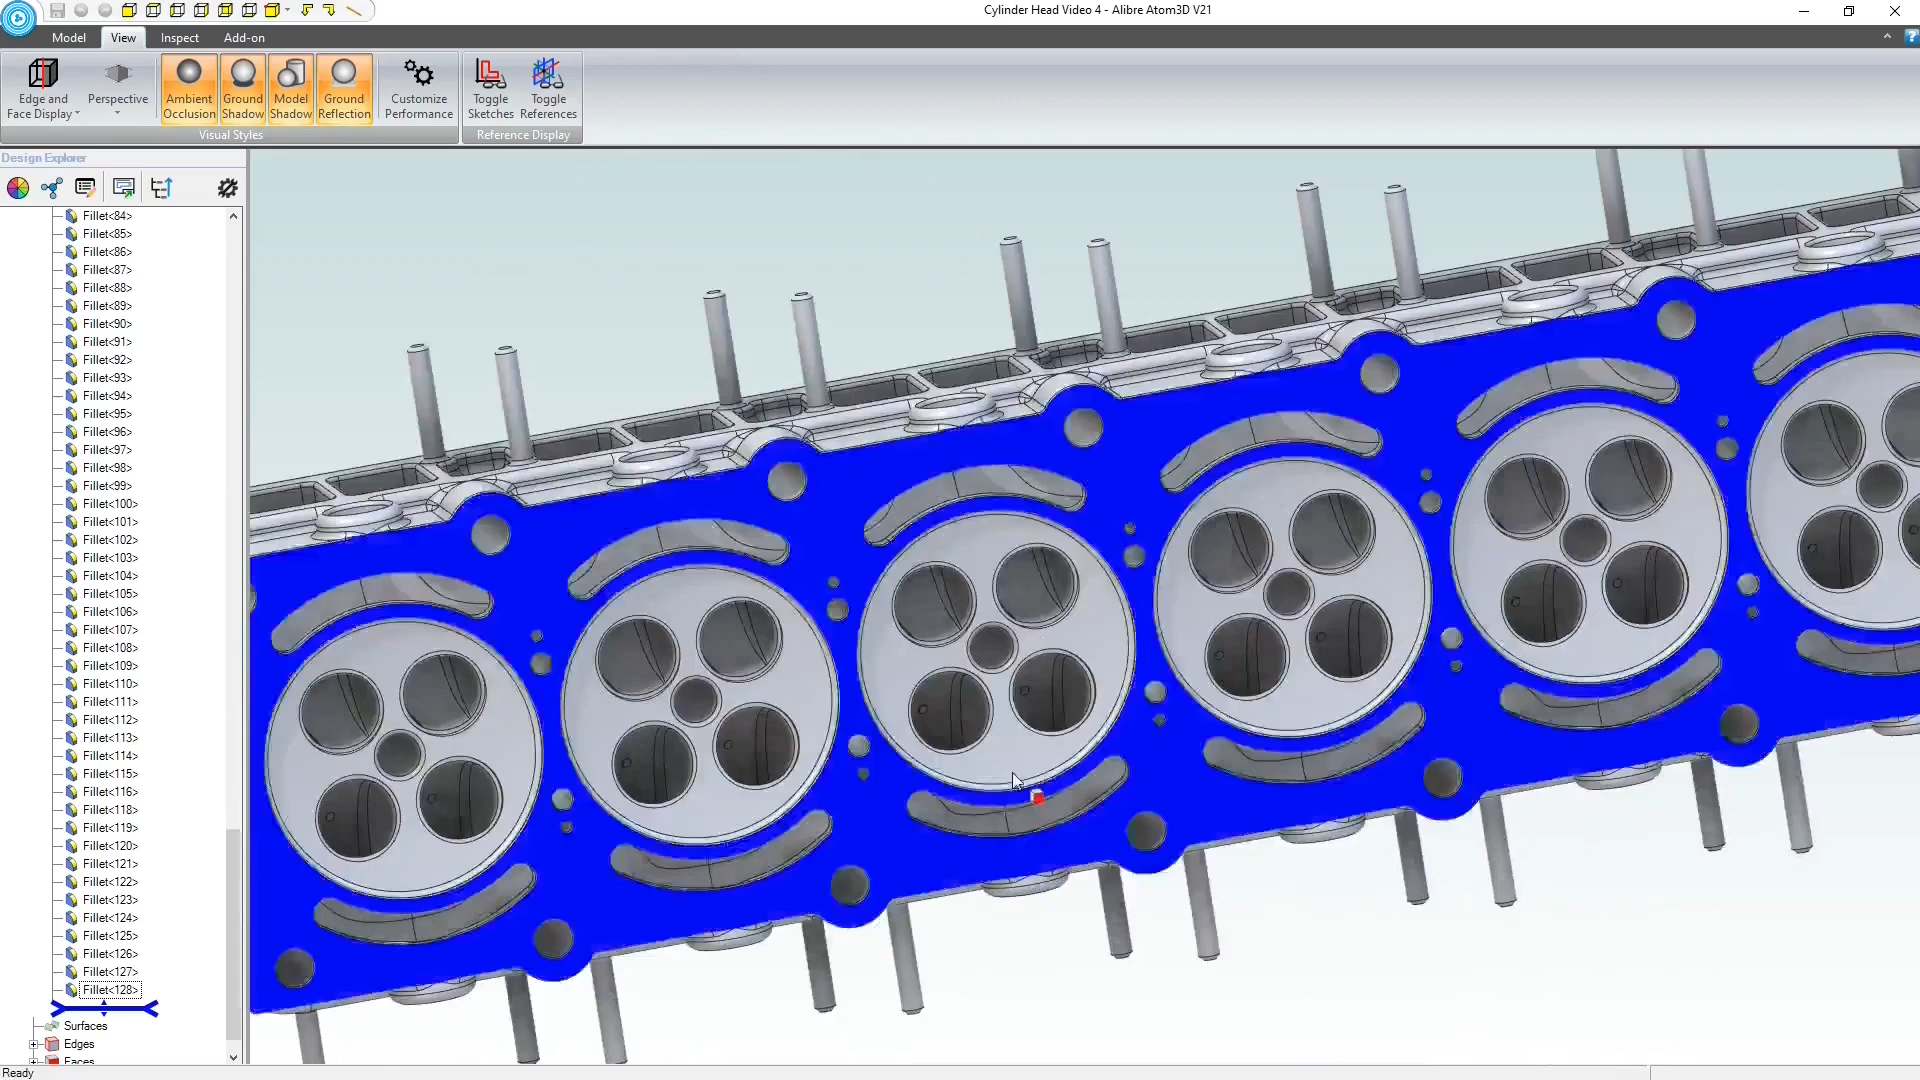 Cylinder Head Video 4 - Alibre Atom3D V21
Model View Inspect Add-on
Edge and Face Display
Perspective
Ambient Occlusion
Ground Shadow
Model Shadow
Ground Reflection
Customize Performance
Toggle Sketches
Toggle References
Visual Styles
Reference Display
Design Explorer
Fillet<84>
Fillet<85>
Fillet<86>
Fillet<87>
Fillet<88>
Fillet<89>
Fillet<90>
Fillet<91>
Fillet<92>
Fillet<93>
Fillet<94>
Fillet<95>
Fillet<96>
Fillet<97>
Fillet<98>
Fillet<99>
Fillet<100>
Fillet<101>
Fillet<102>
Fillet<103>
Fillet<104>
Fillet<105>
Fillet<106>
Fillet<107>
Fillet<108>
Fillet<109>
Fillet<110>
Fillet<111>
Fillet<112>
Fillet<113>
Fillet<114>
Fillet<115>
Fillet<116>
Fillet<118>
Fillet<119>
Fillet<120>
Fillet<121>
Fillet<122>
Fillet<123>
Fillet<124>
Fillet<125>
Fillet<126>
Fillet<127>
Fillet<128>
Surfaces
Edges
Faces
Ready